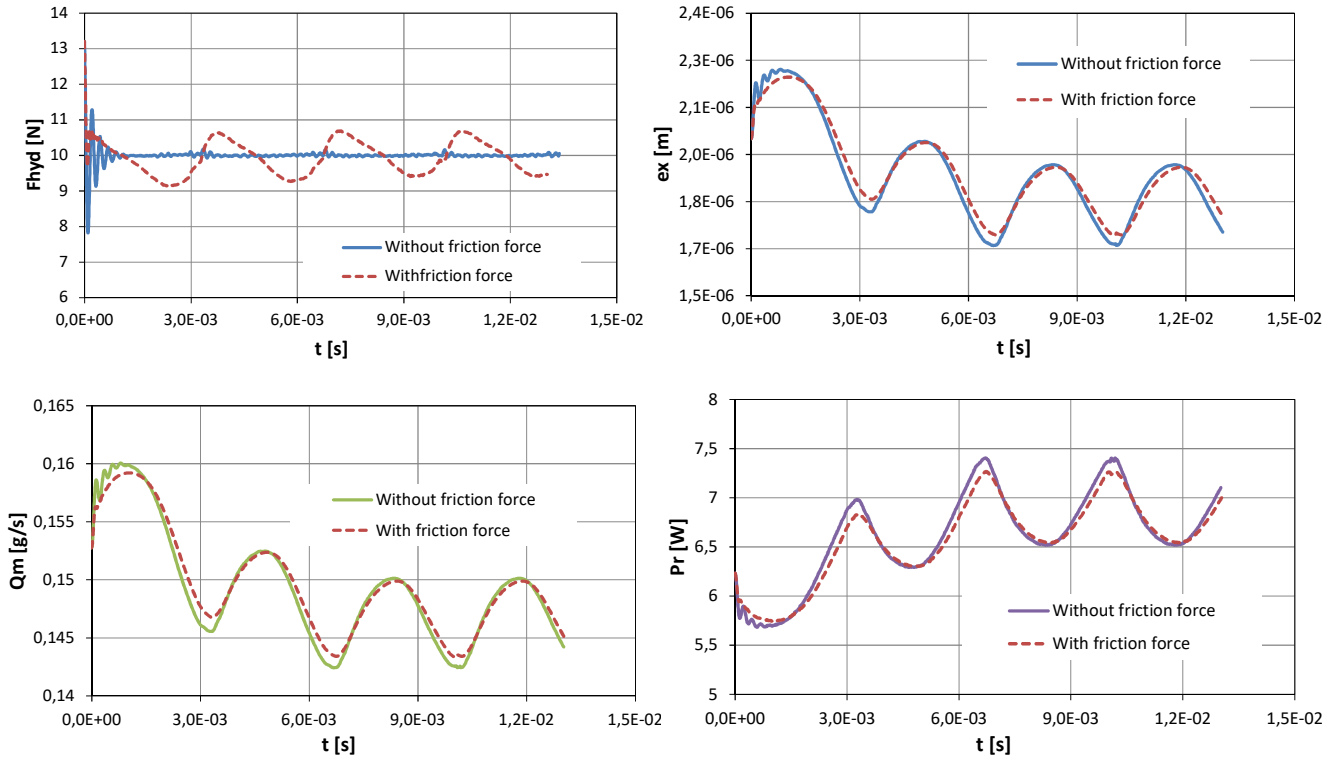 14
13
12
11
10
9
8
7
6
Fhyd [N]
Without friction force
Withfriction force
0,0E+00 3,0E-03 6,0E-03 9,0E-03 1,2E-02 1,5E-02
t [s]
2,4E-06
2,3E-06
2,1E-06
2,0E-06
1,8E-06
1,7E-06
1,5E-06
ex [m]
Without friction force
With friction force
0,0E+00 3,0E-03 6,0E-03 9,0E-03 1,2E-02 1,5E-02
t [s]
0,165
0,16
0,155
0,15
0,145
0,14
Qm [g/s]
Without friction force
With friction force
0,0E+00 3,0E-03 6,0E-03 9,0E-03 1,2E-02 1,5E-02
t [s]
8
7,5
7
6,5
6
5,5
5
Pr [W]
Without friction force
With friction force
0,0E+00 3,0E-03 6,0E-03 9,0E-03 1,2E-02 1,5E-02
t [s]